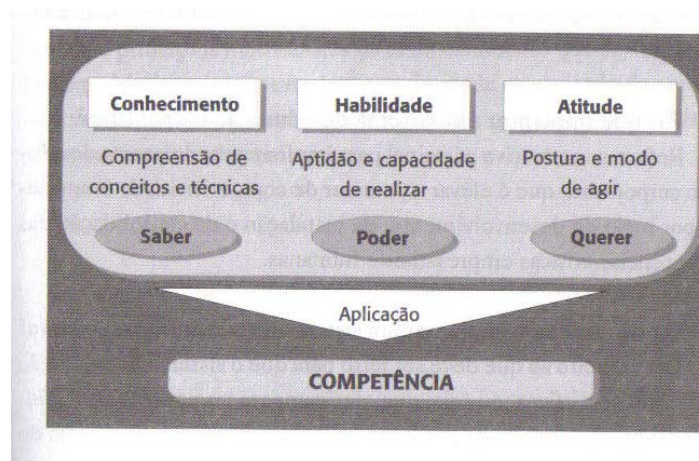 Conhecimento
Habilidade
Atitude
Compreensão de
conceitos e técnicas
Aptidão e capacidade
de realizar
Postura e modo
de agir
Saber
Poder
Querer
Aplicação
COMPETÊNCIA